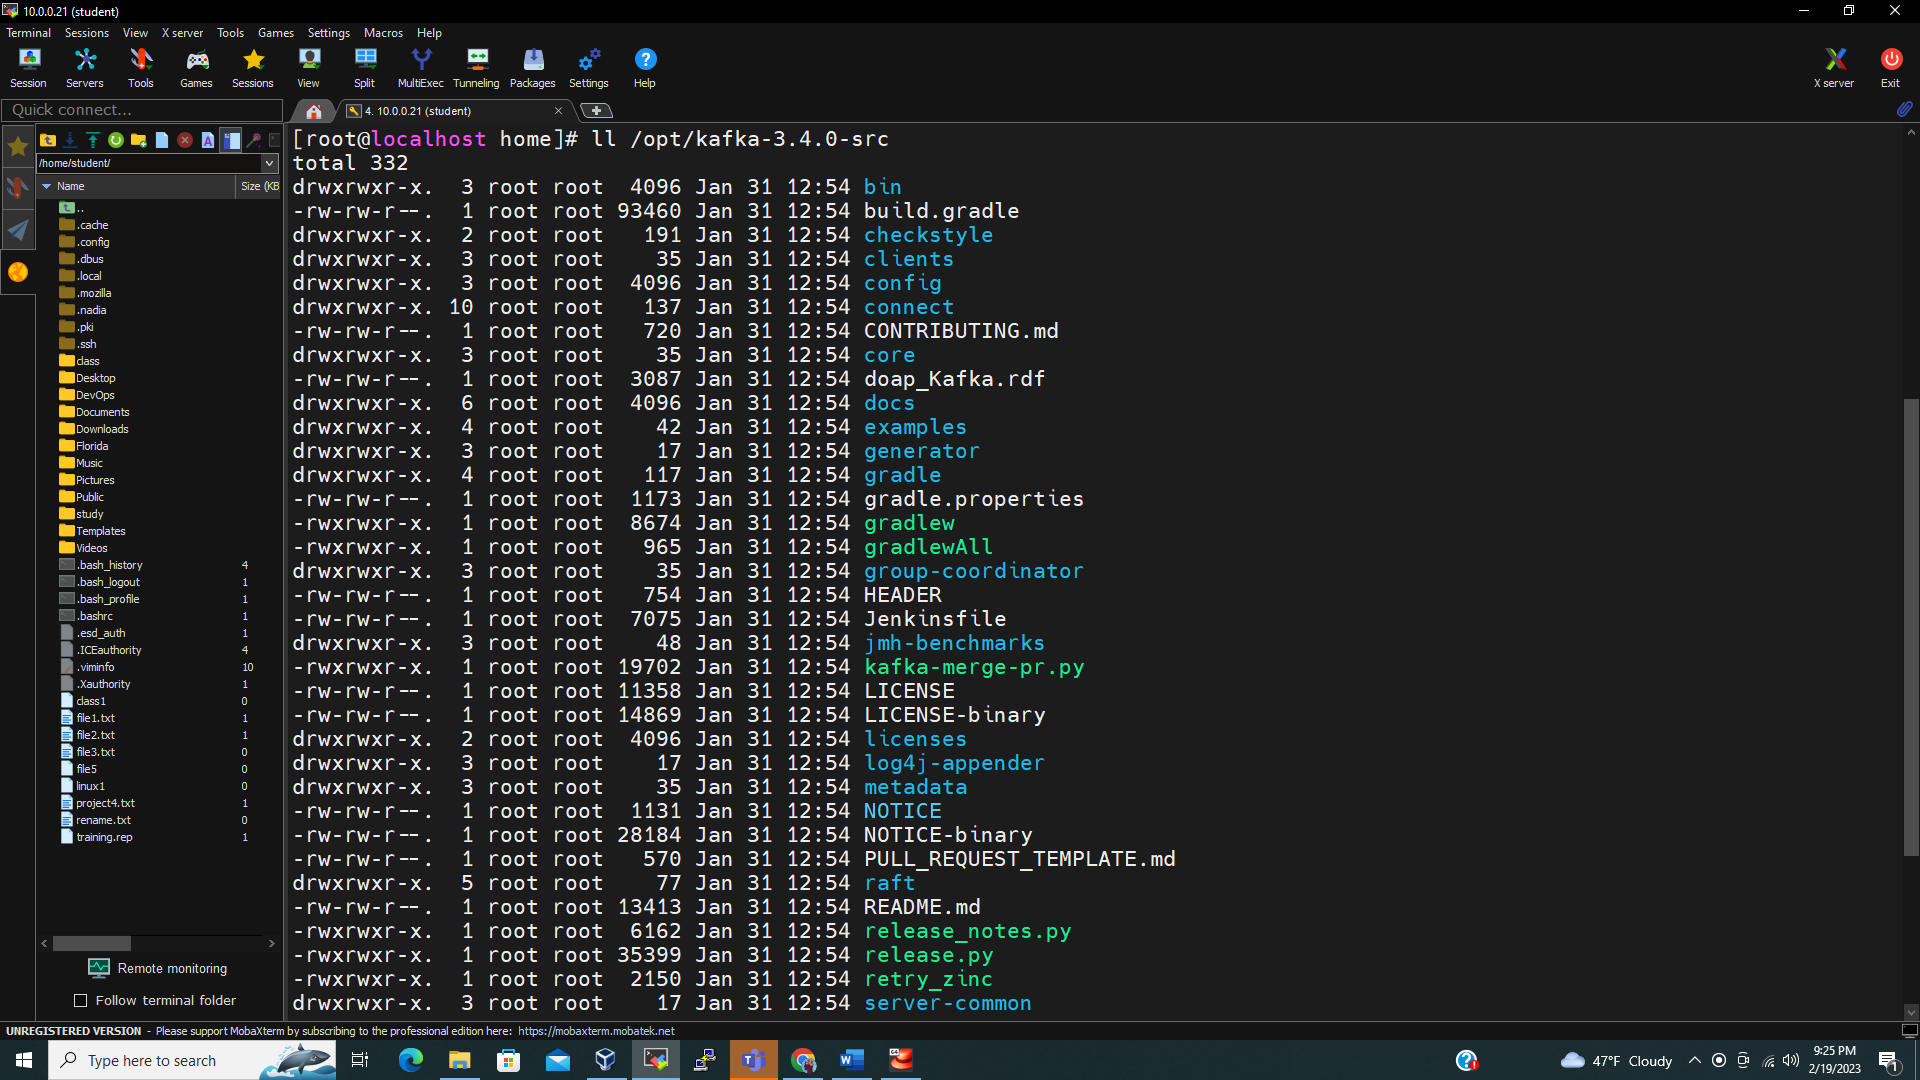 10.0.0.21 (student)
Terminal Sessions View X server Tools Games Settings Macros Help
Session Servers Tools Games Sessions View Split MultiExec Tunneling Packages Settings Help X server Exit
Quick connect...
4. 10.0.0.21 (student)
/home/student/
Name Size (KB
..
.cache
.config
.dbus
.local
.mozilla
.nadia
.pki
.ssh
class
Desktop
DevOps
Documents
Downloads
Florida
Music
Pictures
Public
study
Templates
Videos
.bash_history 4
.bash_logout 1
.bash_profile 1
.bashrc 1
.esd_auth 1
.ICEauthority 4
.viminfo 10
.Xauthority 1
class1 0
file1.txt 1
file2.txt 1
file3.txt 0
file5 0
linux1 0
project4.txt 1
rename.txt 0
training.rep 1
Remote monitoring
Follow terminal folder
[root@localhost home]# ll /opt/kafka-3.4.0-src
total 332
drwxrwxr-x. 3 root root 4096 Jan 31 12:54 bin
-rw-rw-r--. 1 root root 93460 Jan 31 12:54 build.gradle
drwxrwxr-x. 2 root root 191 Jan 31 12:54 checkstyle
drwxrwxr-x. 3 root root 35 Jan 31 12:54 clients
drwxrwxr-x. 3 root root 4096 Jan 31 12:54 config
drwxrwxr-x. 10 root root 137 Jan 31 12:54 connect
-rw-rw-r--. 1 root root 720 Jan 31 12:54 CONTRIBUTING.md
drwxrwxr-x. 3 root root 35 Jan 31 12:54 core
-rw-rw-r--. 1 root root 3087 Jan 31 12:54 doap_Kafka.rdf
drwxrwxr-x. 6 root root 4096 Jan 31 12:54 docs
drwxrwxr-x. 4 root root 42 Jan 31 12:54 examples
drwxrwxr-x. 3 root root 17 Jan 31 12:54 generator
drwxrwxr-x. 4 root root 117 Jan 31 12:54 gradle
-rw-rw-r--. 1 root root 1173 Jan 31 12:54 gradle.properties
-rwxrwxr-x. 1 root root 8674 Jan 31 12:54 gradlew
-rwxrwxr-x. 1 root root 965 Jan 31 12:54 gradlewAll
drwxrwxr-x. 3 root root 35 Jan 31 12:54 group-coordinator
-rw-rw-r--. 1 root root 754 Jan 31 12:54 HEADER
-rw-rw-r--. 1 root root 7075 Jan 31 12:54 Jenkinsfile
drwxrwxr-x. 3 root root 48 Jan 31 12:54 jmh-benchmarks
-rwxrwxr-x. 1 root root 19702 Jan 31 12:54 kafka-merge-pr.py
-rw-rw-r--. 1 root root 11358 Jan 31 12:54 LICENSE
-rw-rw-r--. 1 root root 14869 Jan 31 12:54 LICENSE-binary
drwxrwxr-x. 2 root root 4096 Jan 31 12:54 licenses
drwxrwxr-x. 3 root root 17 Jan 31 12:54 log4j-appender
drwxrwxr-x. 3 root root 35 Jan 31 12:54 metadata
-rw-rw-r--. 1 root root 1131 Jan 31 12:54 NOTICE
-rw-rw-r--. 1 root root 28184 Jan 31 12:54 NOTICE-binary
-rw-rw-r--. 1 root root 570 Jan 31 12:54 PULL_REQUEST_TEMPLATE.md
drwxrwxr-x. 5 root root 77 Jan 31 12:54 raft
-rw-rw-r--. 1 root root 13413 Jan 31 12:54 README.md
-rwxrwxr-x. 1 root root 6162 Jan 31 12:54 release_notes.py
-rwxrwxr-x. 1 root root 35399 Jan 31 12:54 release.py
-rwxrwxr-x. 1 root root 2150 Jan 31 12:54 retry_zinc
drwxrwxr-x. 3 root root 17 Jan 31 12:54 server-common
UNREGISTERED VERSION - Please support MobaXterm by subscribing to the professional edition here: https://mobaxterm.mobatek.net
Type here to search
47°F Cloudy
9:25 PM
2/19/2023
1